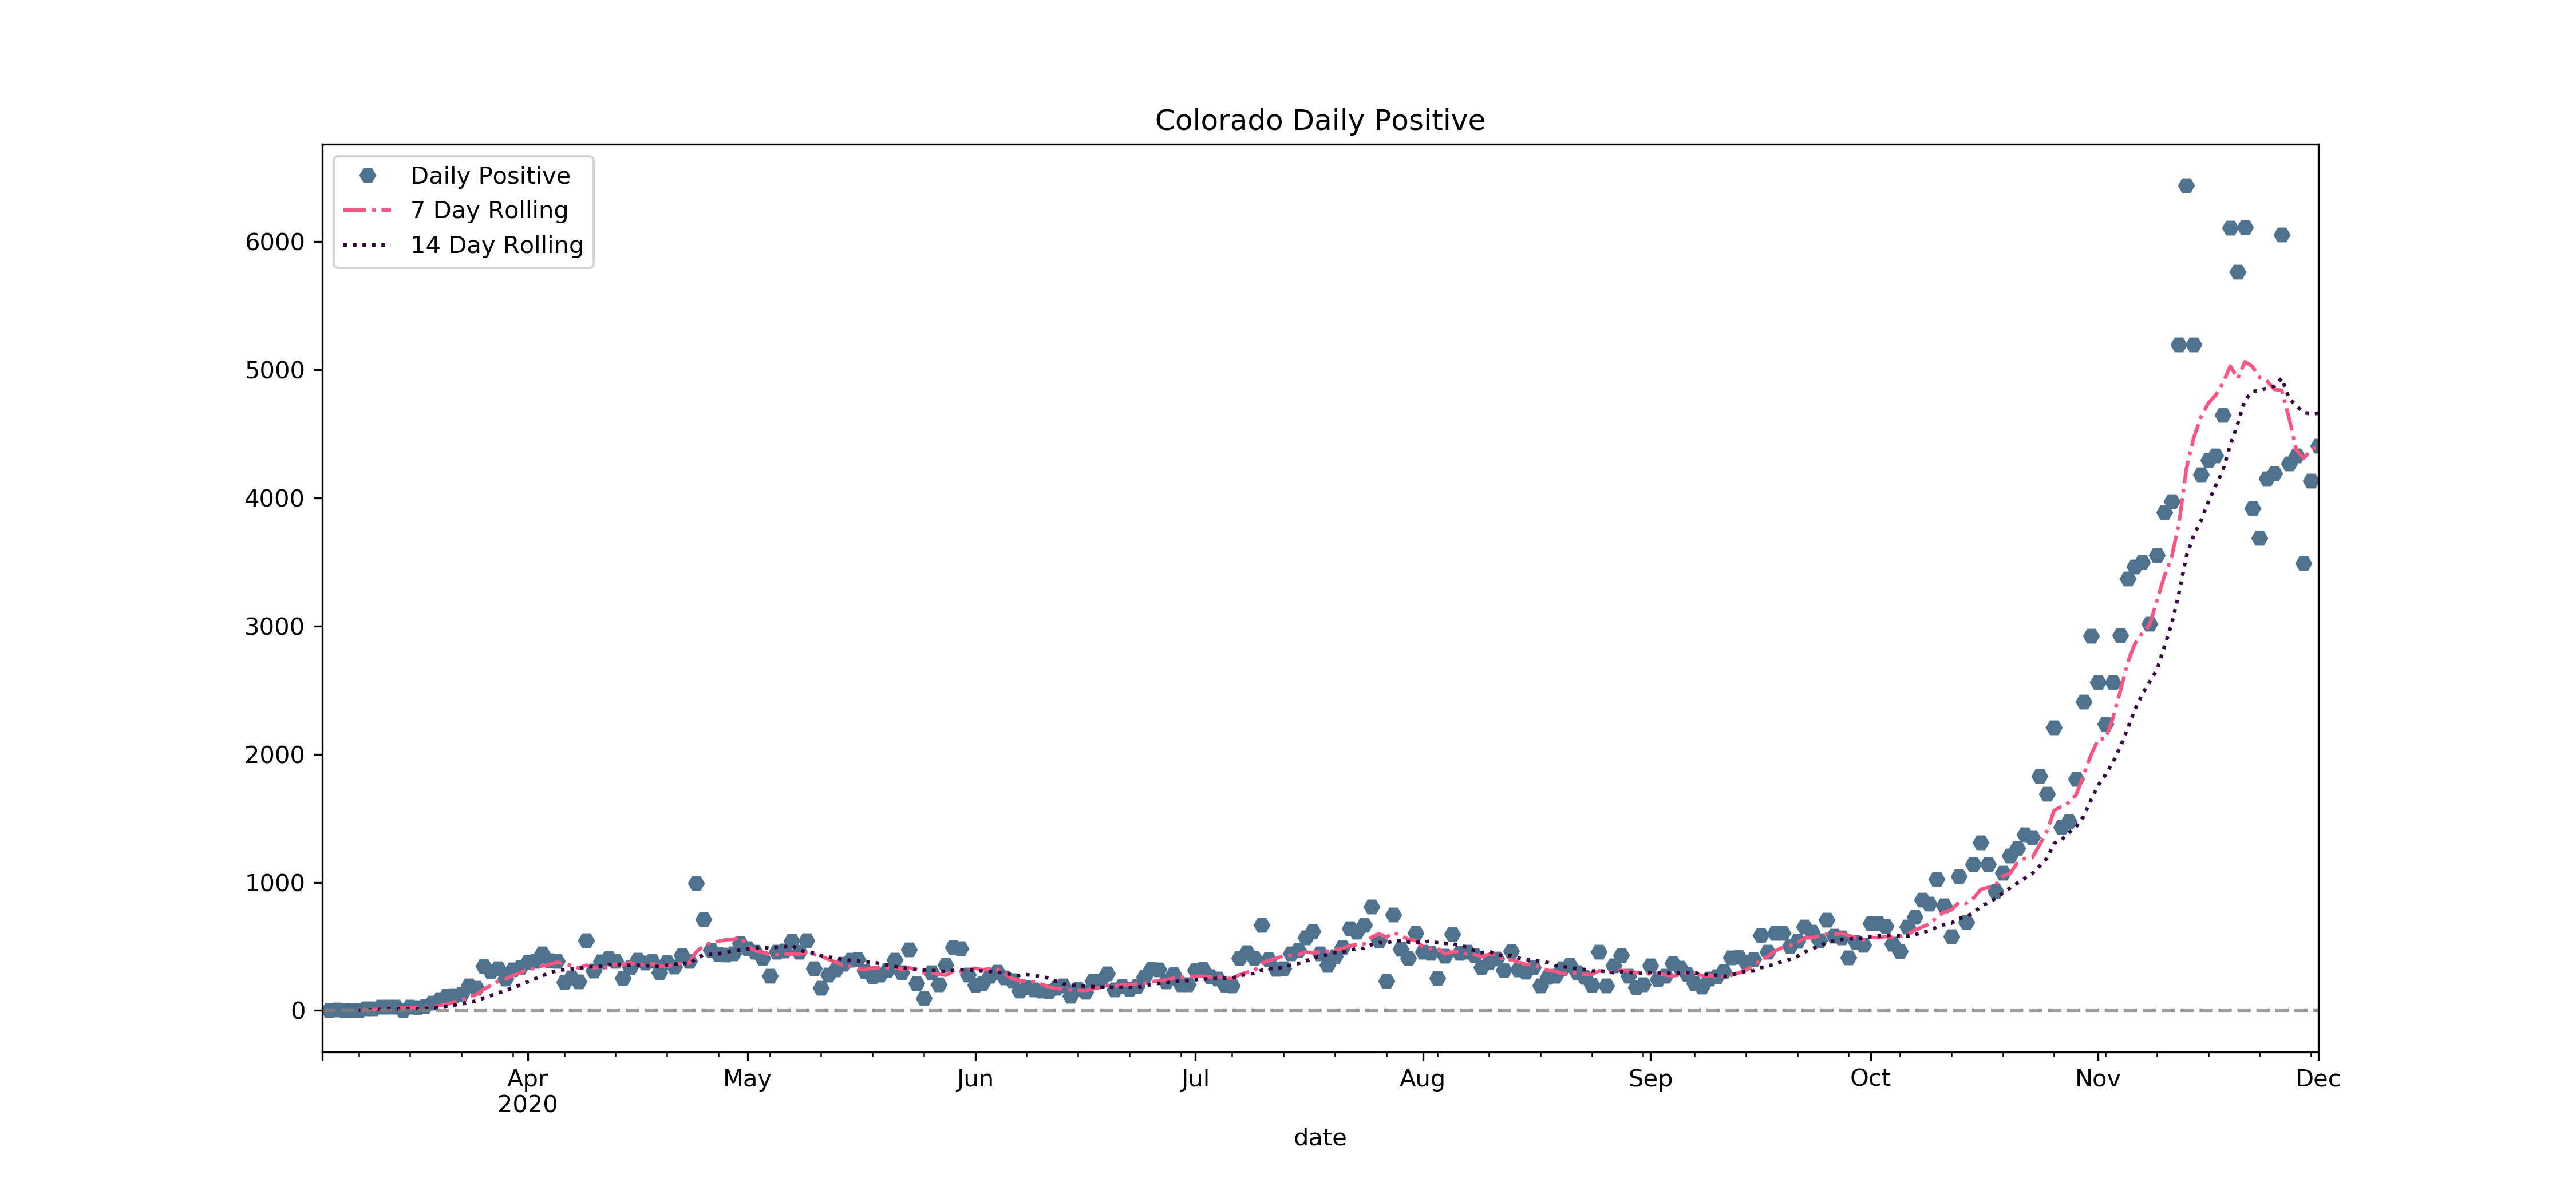 Colorado Daily Positive
Daily Positive
7 Day Rolling
14 Day Rolling
6000
5000
4000
3000
2000
1000
0
Apr May Jun Jul Aug Sep Oct Nov Dec
2020
date